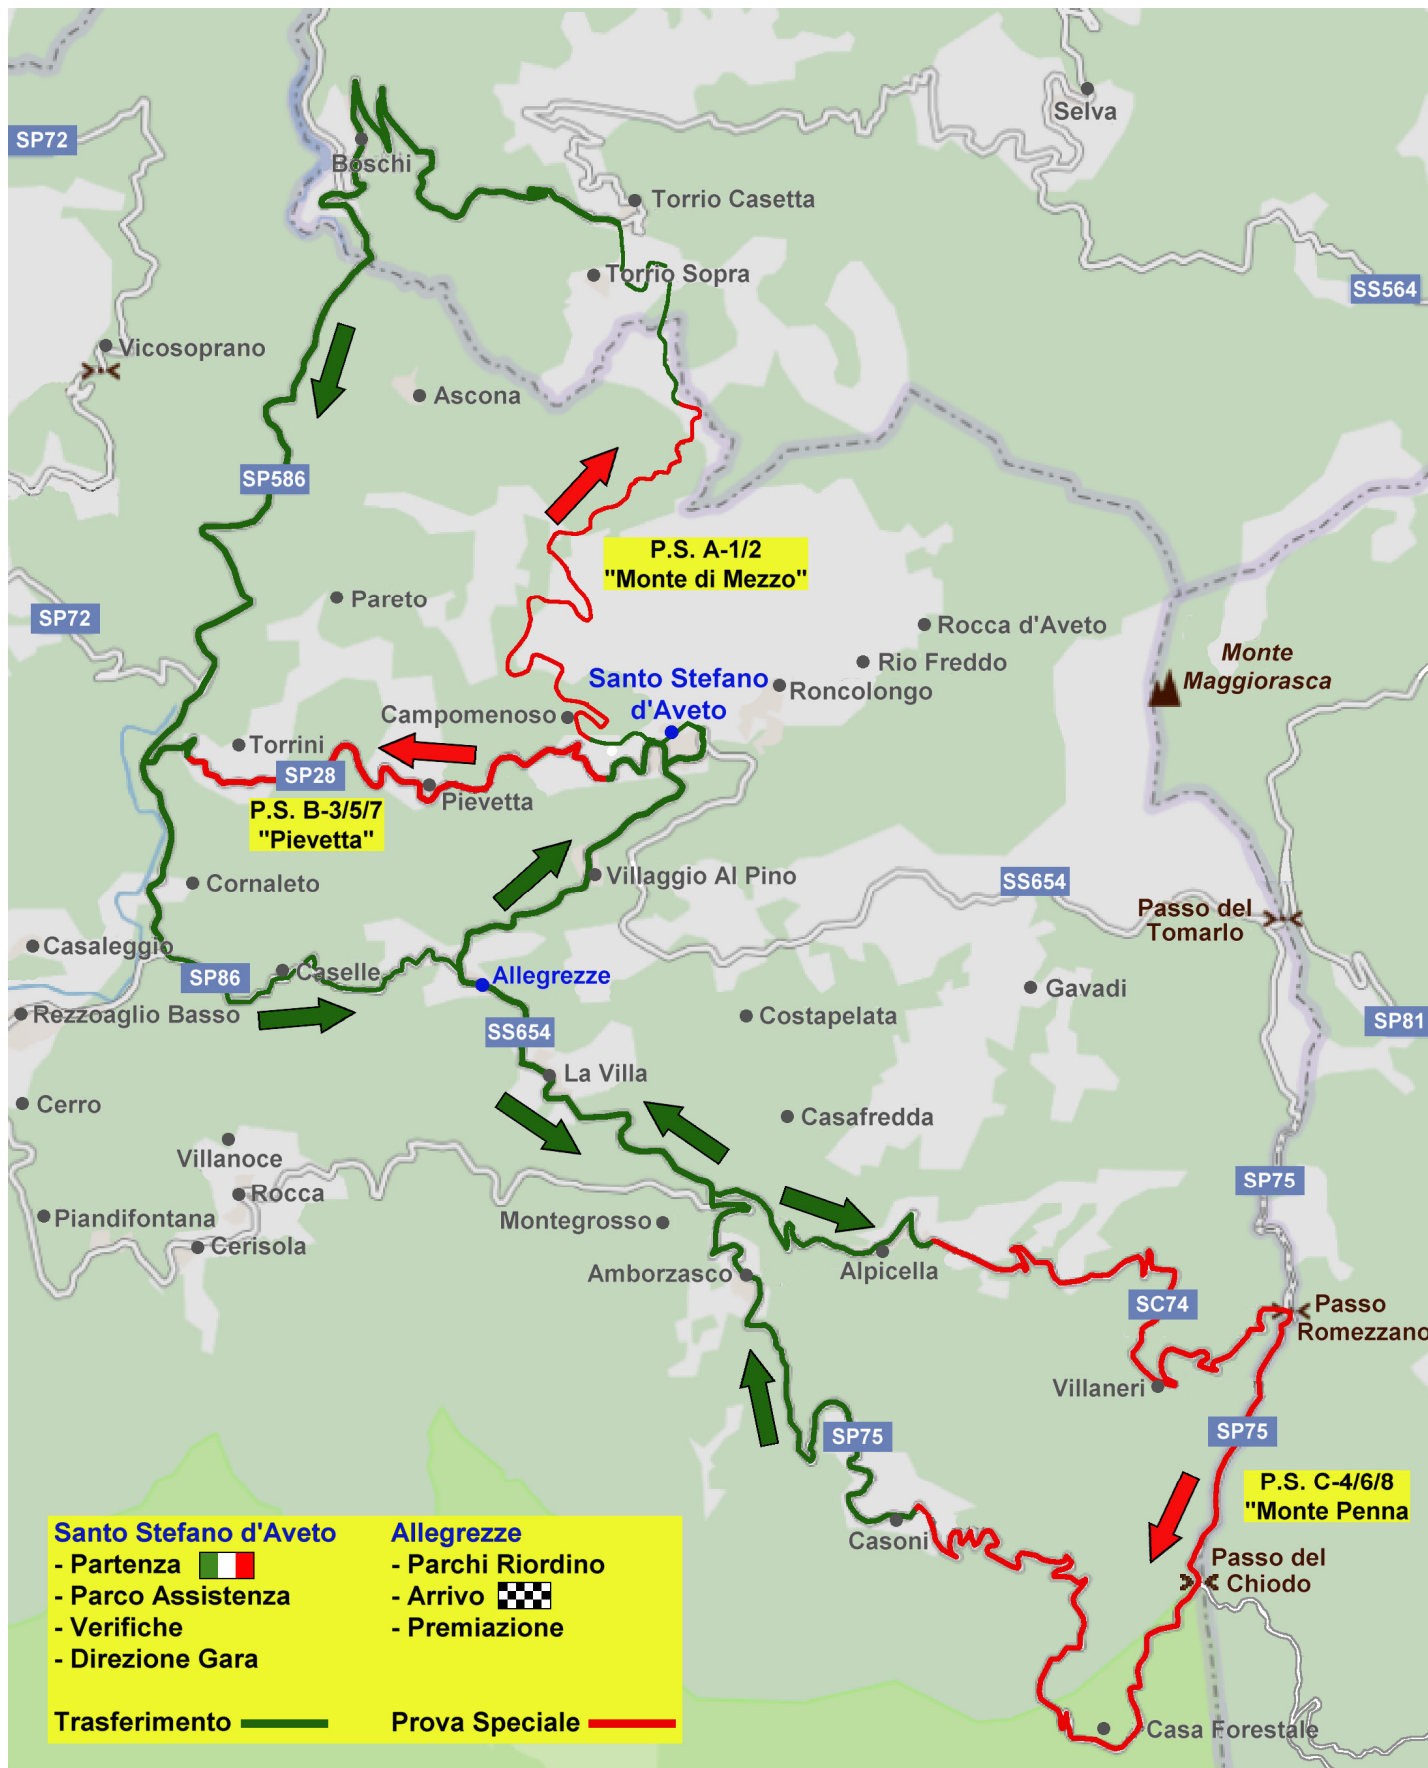 SP72
Selva
Boschi
Torrio Casetta
Torrio Sopra
SS564
Vicosoprano
Ascona
SP586
P.S. A-1/2
"Monte di Mezzo"
Pareto
SP72
Rocca d'Aveto
Rio Freddo
Roncolongo
Monte
Maggiorasca
Santo Stefano
d'Aveto
Campomenoso
Torrini
SP28
Pievetta
P.S. B-3/5/7
"Pievetta"
Villaggio Al Pino
SS654
Cornaleto
Passo del
Tomarlo
Casaleggio
SP86
Caselle
Allegrezze
Gavadi
Rezzoaglio Basso
Costapelata
SP81
SS654
La Villa
Cerro
Casafredda
Villanoce
SP75
Rocca
Piandifontana
Montegrosso
Cerisola
Amborzasco
Alpicella
SC74
Passo
Romezzano
Villaneri
SP75
SP75
P.S. C-4/6/8
"Monte Penna
Casoni
Passo del
Chiodo
Casa Forestale
Santo Stefano d'Aveto
- Partenza
- Parco Assistenza
- Verifiche
- Direzione Gara
Allegrezze
- Parchi Riordino
- Arrivo
- Premiazione
Trasferimento
Prova Speciale